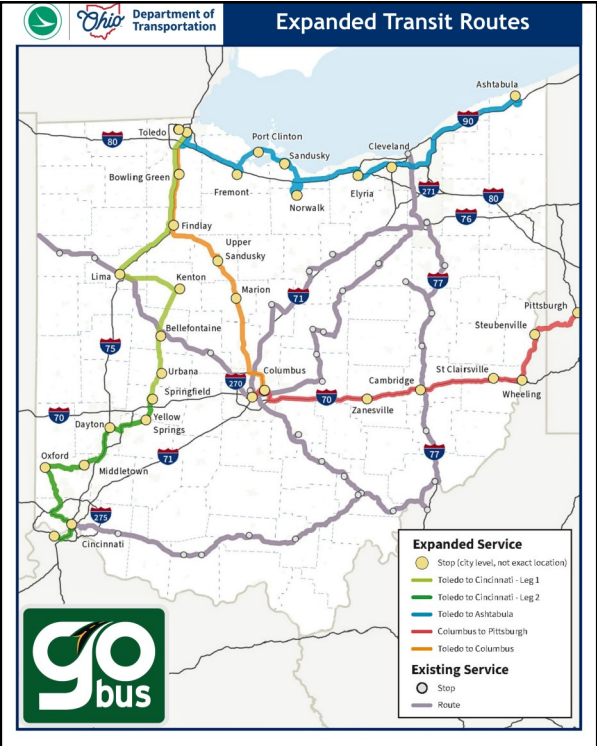 Ohio
Department of
Transportation
Expanded Transit Routes
Ashtabula
90
Toledo
80
Port Clinton
Sandusky
Cleveland
Bowling Green
Fremont
Norwalk
Elyria
271
80
76
Findlay
Upper
Sandusky
Lima
Kenton
Marion
71
77
Pittsburgh
Steubenville
Bellefontaine
75
Urbana
270
Columbus
Cambridge
St Clairsville
Springfield
70
Wheeling
Zanesville
70
Dayton
Yellow
Springs
71
77
Oxford
Middletown
275
Cincinnati
Expanded Service
Stop (city level, not exact location)
Toledo to Cincinnati - Leg 1
Toledo to Cincinnati - Leg 2
Toledo to Ashtabula
Columbus to Pittsburgh
Toledo to Columbus
Existing Service
Stop
Route
go
bus